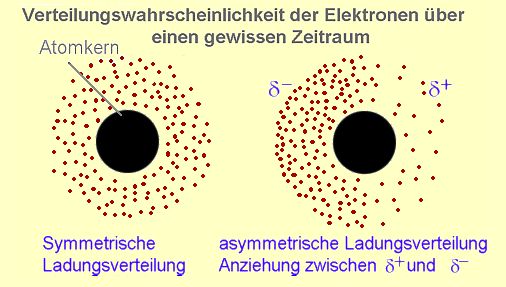 Verteilungswahrscheinlichkeit der Elektronen über
einen gewissen Zeitraum
Atomkern
δ⁻
δ⁺
Symmetrische
Ladungsverteilung
asymmetrische Ladungsverteilung
Anziehung zwischen δ⁺ und δ⁻